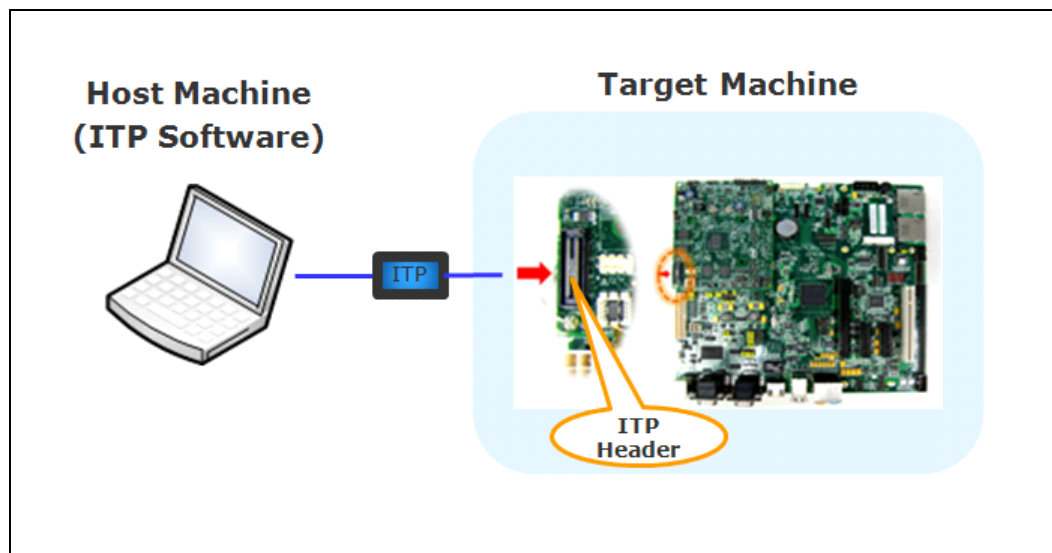 Host Machine
(ITP Software)
Target Machine
ITP
ITP
Header